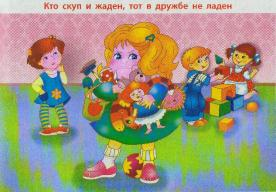 Кто скуп и жаден, тот в дружбе не ладен